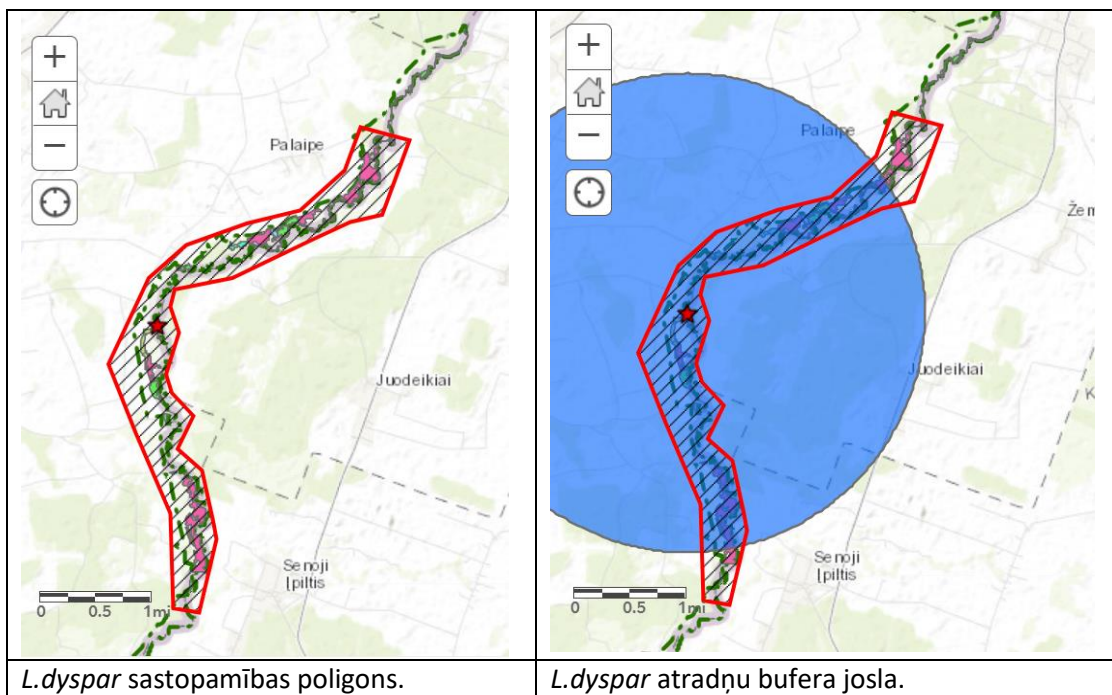 +
−
Palaipe
Juodeikiai
Senoji
Įpiltis
0 0.5 1mi
L.dyspar sastopamības poligons.
+
−
Palaipe
Žem
Juodeikiai
K
Senoji
Įpiltis
0 0.5 1mi
L.dyspar atradņu bufera josla.